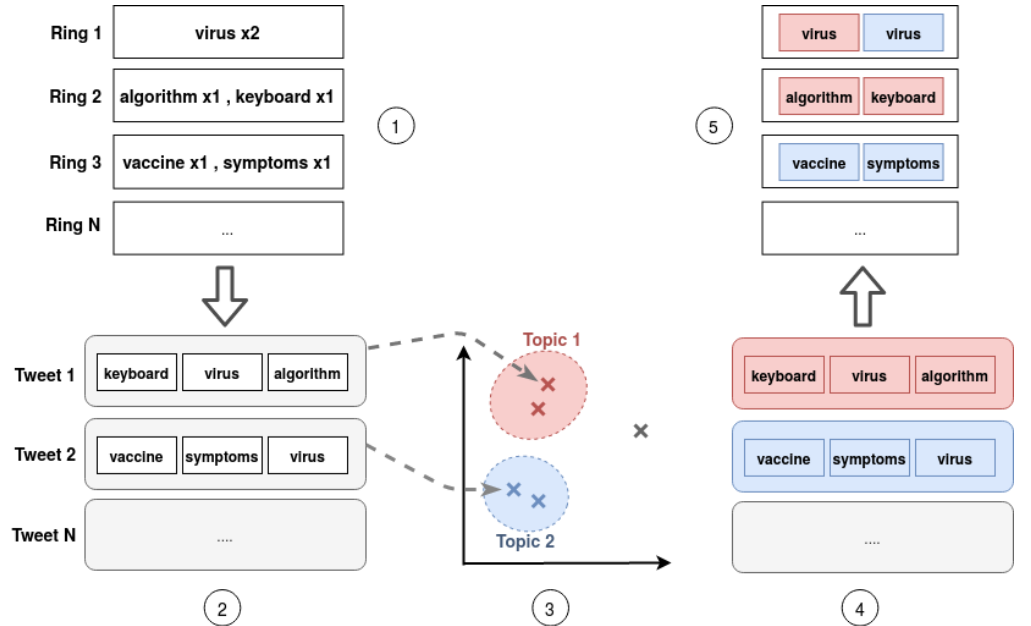 Ring 1
virus x2
Ring 2
algorithm x1 , keyboard x1
Ring 3
vaccine x1 , symptoms x1
Ring N
...
1
Tweet 1
keyboard virus algorithm
Tweet 2
vaccine symptoms virus
Tweet N
....
2
Topic 1
Topic 2
3
5
virus virus
algorithm keyboard
vaccine symptoms
...
keyboard virus algorithm
vaccine symptoms virus
....
4